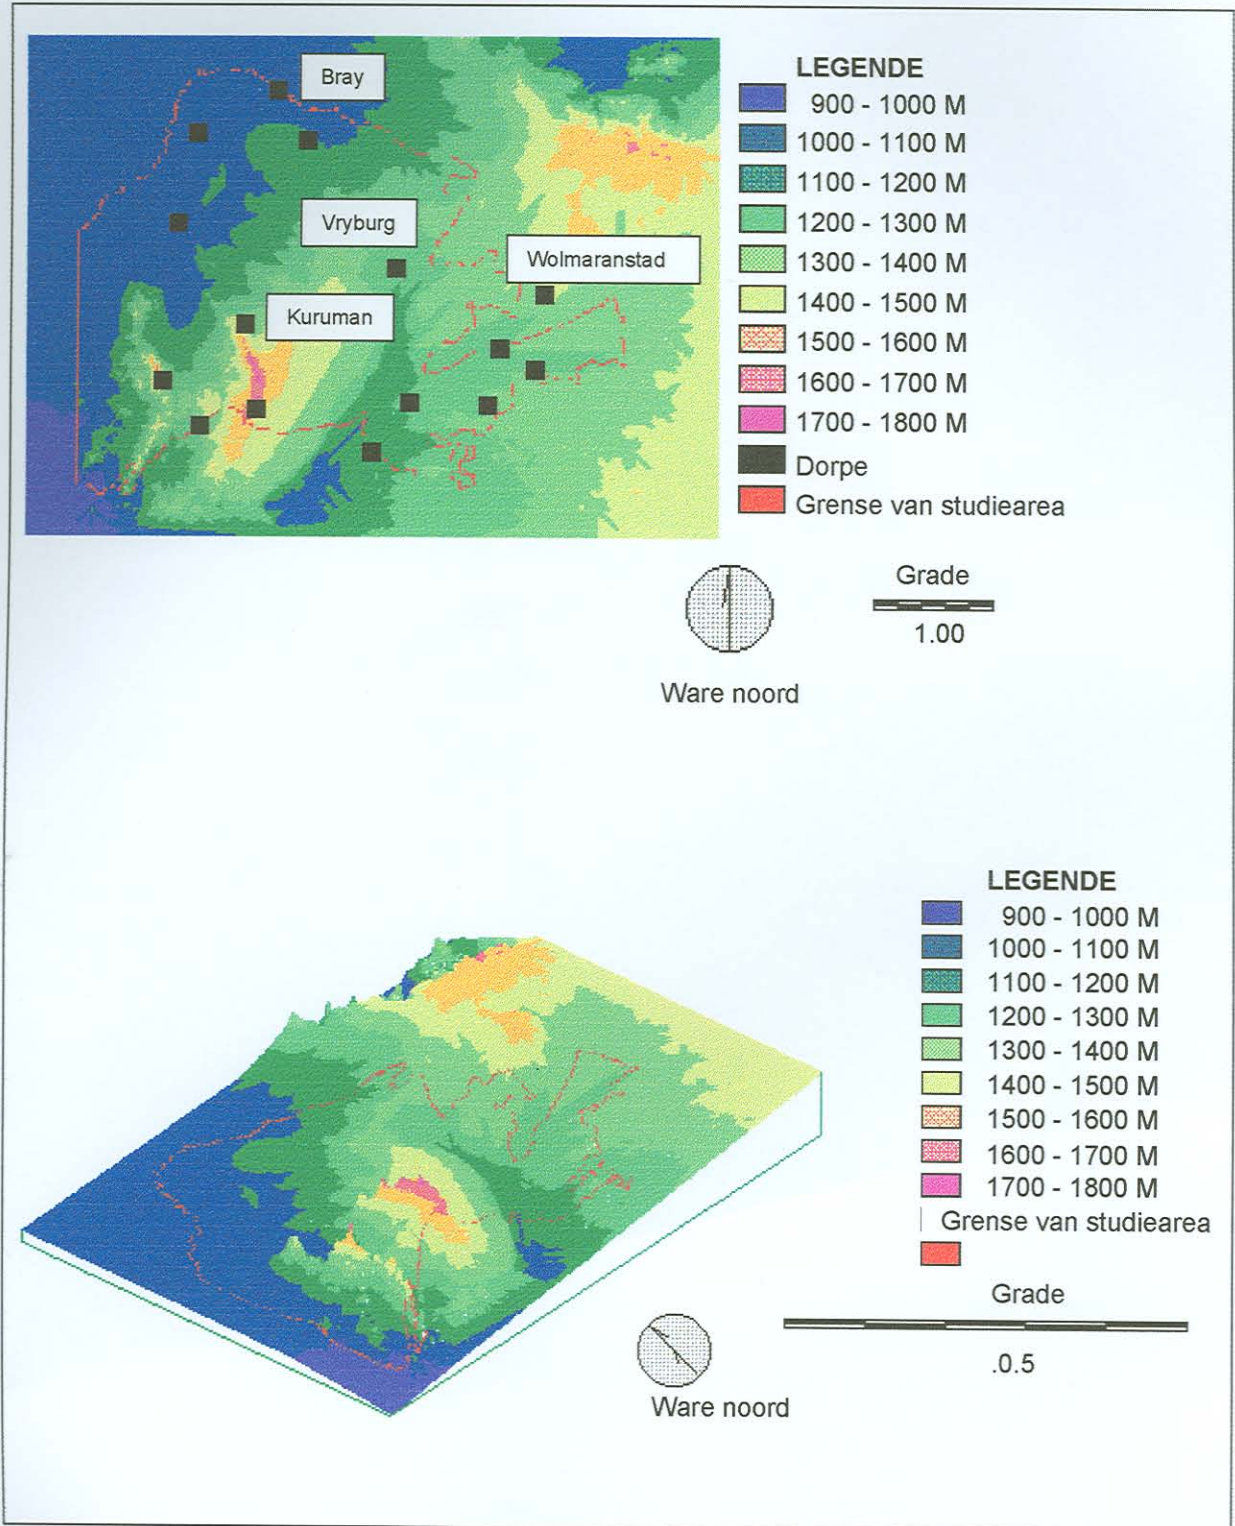 Bray
Vryburg
Wolmaranstad
Kuruman
LEGENDE
900 - 1000 M
1000 - 1100 M
1100 - 1200 M
1200 - 1300 M
1300 - 1400 M
1400 - 1500 M
1500 - 1600 M
1600 - 1700 M
1700 - 1800 M
Dorpe
Grense van studiearea
Ware noord
Grade
1.00
LEGENDE
900 - 1000 M
1000 - 1100 M
1100 - 1200 M
1200 - 1300 M
1300 - 1400 M
1400 - 1500 M
1500 - 1600 M
1600 - 1700 M
1700 - 1800 M
Grense van studiearea
Grade
.0.5
Ware noord